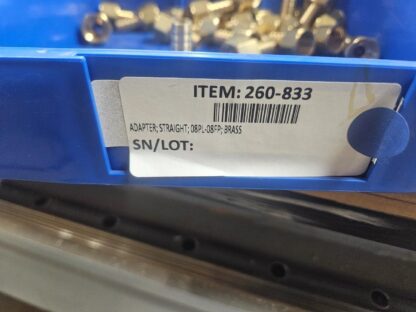 ITEM: 260-833
ADAPTER; STRAIGHT; 08PL-08FP; BRASS
SN/LOT: